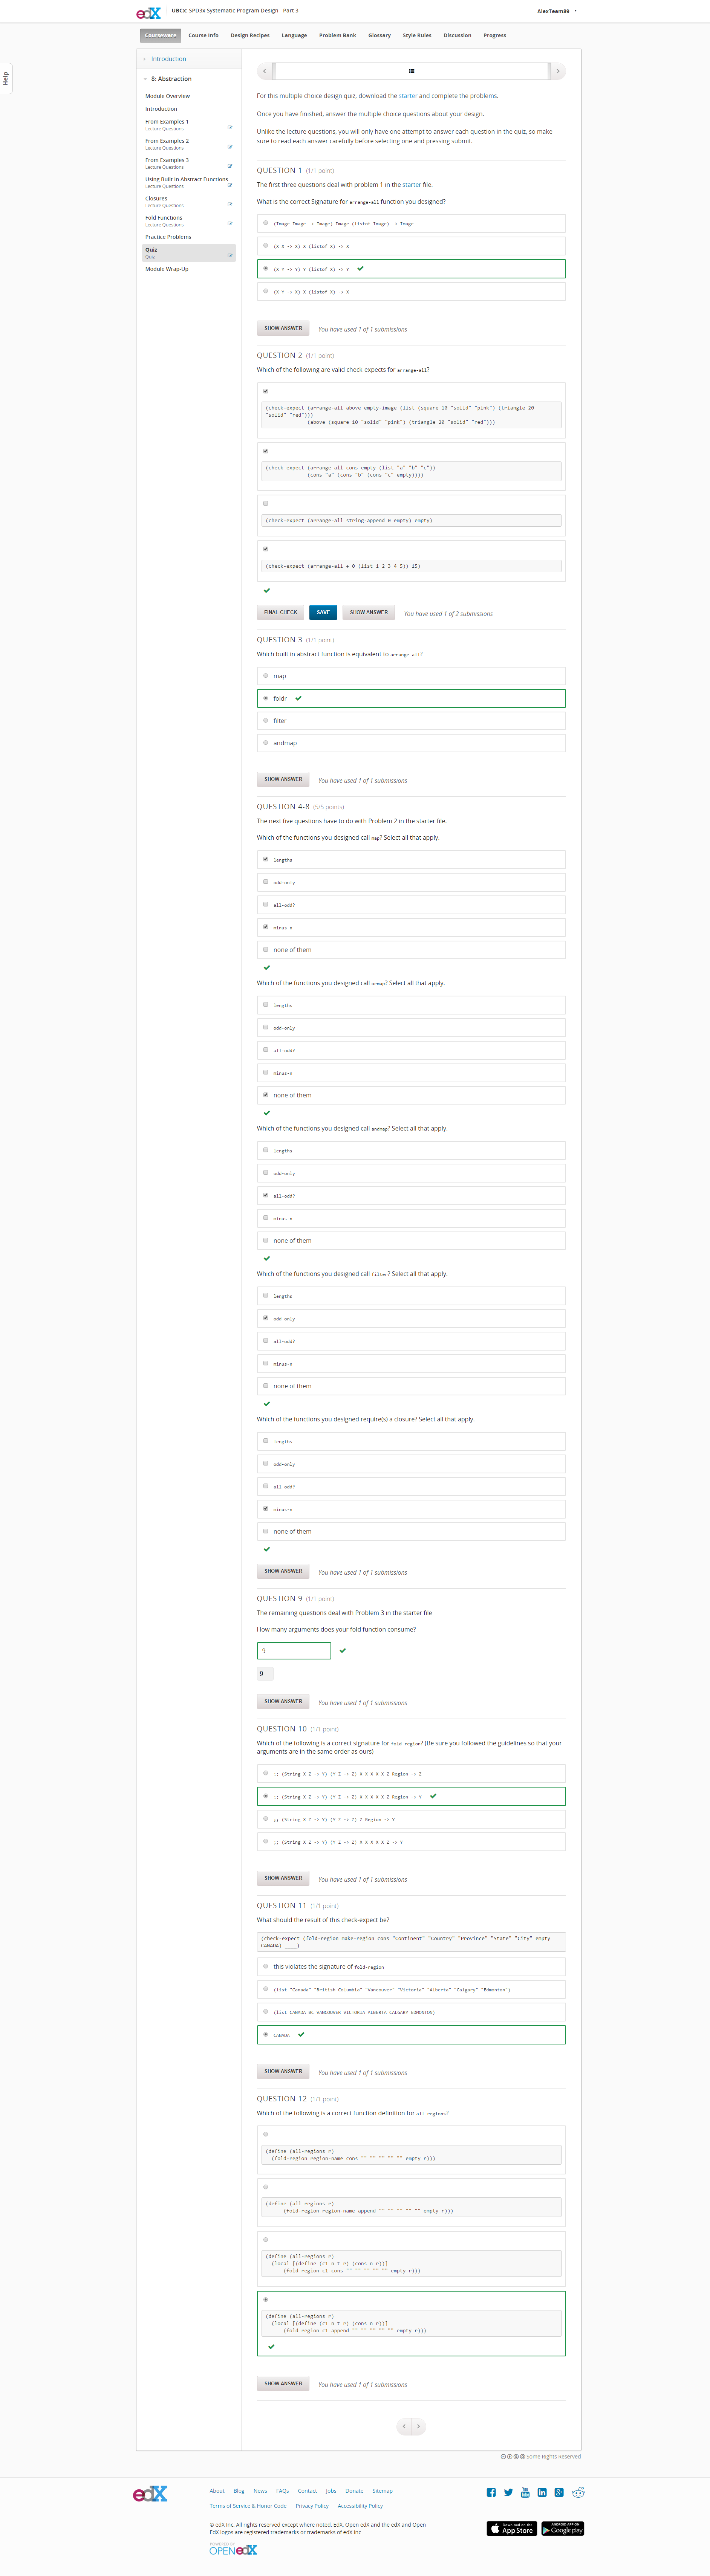 edX
UBCx: SPD3x Systematic Program Design - Part 3
AlexTeam99
Courseware
Course Info
Design Recipes
Language
Problem Bank
Glossary
Style Rules
Discussion
Progress
Help
Introduction
8: Abstraction
Module Overview
Introduction
From Examples 1
Lecture Questions
From Examples 2
Lecture Questions
From Examples 3
Lecture Questions
Using Built In Abstract Functions
Lecture Questions
Closures
Lecture Questions
Fold Functions
Lecture Questions
Practice Problems
Quiz
Quiz
Module Wrap-Up
For this multiple choice design quiz, download the starter and complete the problems.
Once you have finished, answer the multiple choice questions about your design.
Unlike the lecture questions, you will only have one attempt to answer each question in the quiz, so make
sure to read each answer carefully before selecting one and pressing submit.
QUESTION 1 (1/1 point)
The first three questions deal with problem 1 in the starter file.
What is the correct Signature for arrange-all function you designed?
(Image Image -> Image) Image (listof Image) -> Image
(X X -> X) X (listof X) -> X
(X Y -> Y) Y (listof X) -> Y
(X Y -> X) X (listof X) -> X
SHOW ANSWER
You have used 1 of 1 submissions
QUESTION 2 (1/1 point)
Which of the following are valid check-expects for arrange-all?
(check-expect (arrange-all above empty-image (list (square 10 "solid" "pink") (triangle 20
"solid" "red")))
(above (square 10 "solid" "pink") (triangle 20 "solid" "red")))
(check-expect (arrange-all cons empty (list "a" "b" "c"))
(cons "a" (cons "b" (cons "c" empty))))
(check-expect (arrange-all string-append 0 empty) empty)
(check-expect (arrange-all + 0 (list 1 2 3 4 5)) 15)
FINAL CHECK
SAVE
SHOW ANSWER
You have used 1 of 2 submissions
QUESTION 3 (1/1 point)
Which built in abstract function is equivalent to arrange-all?
map
foldr
filter
andmap
SHOW ANSWER
You have used 1 of 1 submissions
QUESTION 4-8 (5/5 points)
The next five questions have to do with Problem 2 in the starter file.
Which of the functions you designed call map? Select all that apply.
lengths
odd-only
all-odd?
minus-n
none of them
Which of the functions you designed call ormap? Select all that apply.
lengths
odd-only
all-odd?
minus-n
none of them
Which of the functions you designed call andmap? Select all that apply.
lengths
odd-only
all-odd?
minus-n
none of them
Which of the functions you designed call filter? Select all that apply.
lengths
odd-only
all-odd?
minus-n
none of them
Which of the functions you designed require(s) a closure? Select all that apply.
lengths
odd-only
all-odd?
minus-n
none of them
SHOW ANSWER
You have used 1 of 1 submissions
QUESTION 9 (1/1 point)
The remaining questions deal with Problem 3 in the starter file
How many arguments does your fold function consume?
9
9
SHOW ANSWER
You have used 1 of 1 submissions
QUESTION 10 (1/1 point)
Which of the following is a correct signature for fold-region? (Be sure you followed the guidelines so that your
arguments are in the same order as ours)
;; (String X Z -> Y) (Y Z -> Z) X X X X X Z Region -> Z
;; (String X Z -> Y) (Y Z -> Z) X X X X X Z Region -> Y
;; (String X Z -> Y) (Y Z -> Z) Z Region -> Y
;; (String X Z -> Y) (Y Z -> Z) X X X X X Z -> Y
SHOW ANSWER
You have used 1 of 1 submissions
QUESTION 11 (1/1 point)
What should the result of this check-expect be?
(check-expect (fold-region make-region cons "Continent" "Country" "Province" "State" "City" empty
CANADA) ____)
this violates the signature of fold-region
(list "Canada" "British Columbia" "Vancouver" "Victoria" "Alberta" "Calgary" "Edmonton")
(list CANADA BC VANCOUVER VICTORIA ALBERTA CALGARY EDMONTON)
CANADA
SHOW ANSWER
You have used 1 of 1 submissions
QUESTION 12 (1/1 point)
Which of the following is a correct function definition for all-regions?
(define (all-regions r)
(fold-region region-name cons "" "" "" "" "" empty r)))
(define (all-regions r)
(fold-region region-name append "" "" "" "" "" empty r)))
(define (all-regions r)
(local [(define (c1 n t r) (cons n r))]
(fold-region c1 cons "" "" "" "" "" empty r)))
(define (all-regions r)
(local [(define (c1 n t r) (cons n r))]
(fold-region c1 append "" "" "" "" "" empty r)))
SHOW ANSWER
You have used 1 of 1 submissions
Some Rights Reserved
edX
About
Blog
News
FAQs
Contact
Jobs
Donate
Sitemap
Terms of Service & Honor Code
Privacy Policy
Accessibility Policy
© edX Inc. All rights reserved except where noted. EdX, Open edX and the edX and Open
EdX logos are registered trademarks or trademarks of edX Inc.
POWERED BY
OPEN edX
Download on the
App Store
ANDROID APP ON
Google play